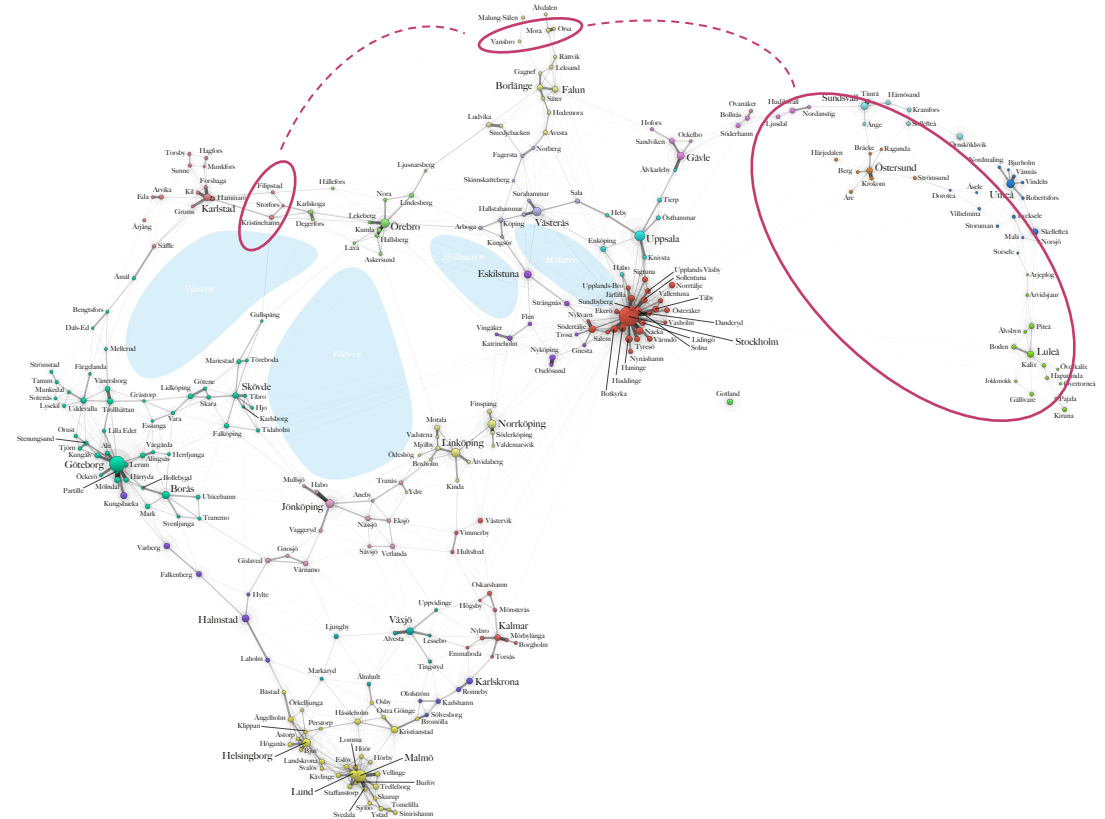 Älvdalen
Malung-Sälen
Mora
Orsa
Vansbro
Rättvik
Leksand
Gagnef
Borlänge
Falun
Säter
Hedemora
Ludvika
Smedjebacken
Avesta
Norberg
Fagersta
Skinnskatteberg
Ljusnarsberg
Hofors
Ockelbo
Sandviken
Gävle
Älvkarleby
Ovanåker
Bollnäs
Söderhamn
Hudiksvall
Ljusdal
Nordanstig
Sundsvall
Timrå
Härnösand
Kramfors
Sollefteå
Ånge
Örnsköldsvik
Härjedalen
Bräcke
Ragunda
Berg
Östersund
Krokom
Åre
Strömsund
Nordmaling
Bjurholm
Vännäs
Vindeln
Umeå
Robertsfors
Åsele
Dorotea
Vilhelmina
Lycksele
Storuman
Skellefteå
Malå
Norsjö
Sorsele
Arjeplog
Arvidsjaur
Älvsbyn
Piteå
Boden
Luleå
Kalix
Överkalix
Haparanda
Övertorneå
Jokkmokk
Gällivare
Pajala
Kiruna
Torsby
Hagfors
Munkfors
Sunne
Forshaga
Kil
Hammarö
Arvika
Eda
Karlstad
Grums
Årjäng
Säffle
Åmål
Filipstad
Storfors
Kristinehamn
Hällefors
Karlskoga
Degerfors
Nora
Lindesberg
Lekeberg
Kumla
Örebro
Hallsberg
Laxå
Askersund
Surahammar
Hallstahammar
Köping
Västerås
Arboga
Kungsör
Sala
Heby
Tierp
Östhammar
Uppsala
Enköping
Knivsta
Håbo
Eskilstuna
Strängnäs
Flen
Vingåker
Katrineholm
Nyköping
Oxelösund
Trosa
Gnesta
Hjälmaren
Mälaren
Vänern
Vättern
Sigtuna
Upplands Väsby
Sollentuna
Norrtälje
Upplands-Bro
Järfälla
Vallentuna
Täby
Sundbyberg
Ekerö
Österåker
Nykvarn
Vaxholm
Danderyd
Södertälje
Salem
Nacka
Värmdö
Lidingö
Solna
Stockholm
Tyresö
Nynäshamn
Haninge
Huddinge
Botkyrka
Gotland
Bengtsfors
Dals-Ed
Mellerud
Gullspång
Mariestad
Töreboda
Strömstad
Färgelanda
Tanum
Munkedal
Sotenäs
Lysekil
Uddevalla
Vänersborg
Trollhättan
Grästorp
Lidköping
Götene
Skara
Skövde
Tibro
Hjo
Karlsborg
Tidaholm
Falköping
Vara
Essunga
Orust
Lilla Edet
Stenungsund
Tjörn
Ale
Kungälv
Vårgårda
Alingsås
Herrljunga
Göteborg
Lerum
Öckerö
Härryda
Bollebygd
Partille
Mölndal
Kungsbacka
Borås
Ulricehamn
Mark
Svenljunga
Tranemo
Finspång
Norrköping
Söderköping
Valdemarsvik
Motala
Vadstena
Mjölby
Linköping
Ödeshög
Boxholm
Åtvidaberg
Kinda
Ydre
Tranås
Aneby
Mullsjö
Habo
Jönköping
Nässjö
Eksjö
Vaggeryd
Sävsjö
Vetlanda
Gnosjö
Gislaved
Värnamo
Västervik
Vimmerby
Hultsfred
Varberg
Falkenberg
Hylte
Halmstad
Laholm
Oskarshamn
Högsby
Mönsterås
Kalmar
Nybro
Mörbylånga
Borgholm
Emmaboda
Torsås
Uppvidinge
Växjö
Alvesta
Lessebo
Tingsryd
Ljungby
Markaryd
Älmhult
Karlskrona
Ronneby
Olofström
Karlshamn
Sölvesborg
Bromölla
Osby
Östra Göinge
Hässleholm
Kristianstad
Båstad
Örkelljunga
Ängelholm
Perstorp
Klippan
Åstorp
Höganäs
Bjuv
Helsingborg
Landskrona
Svalöv
Lomma
Höör
Eslöv
Hörby
Malmö
Kävlinge
Vellinge
Burlöv
Lund
Staffanstorp
Trelleborg
Skurup
Sjöbo
Tomelilla
Svedala
Ystad
Simrishamn